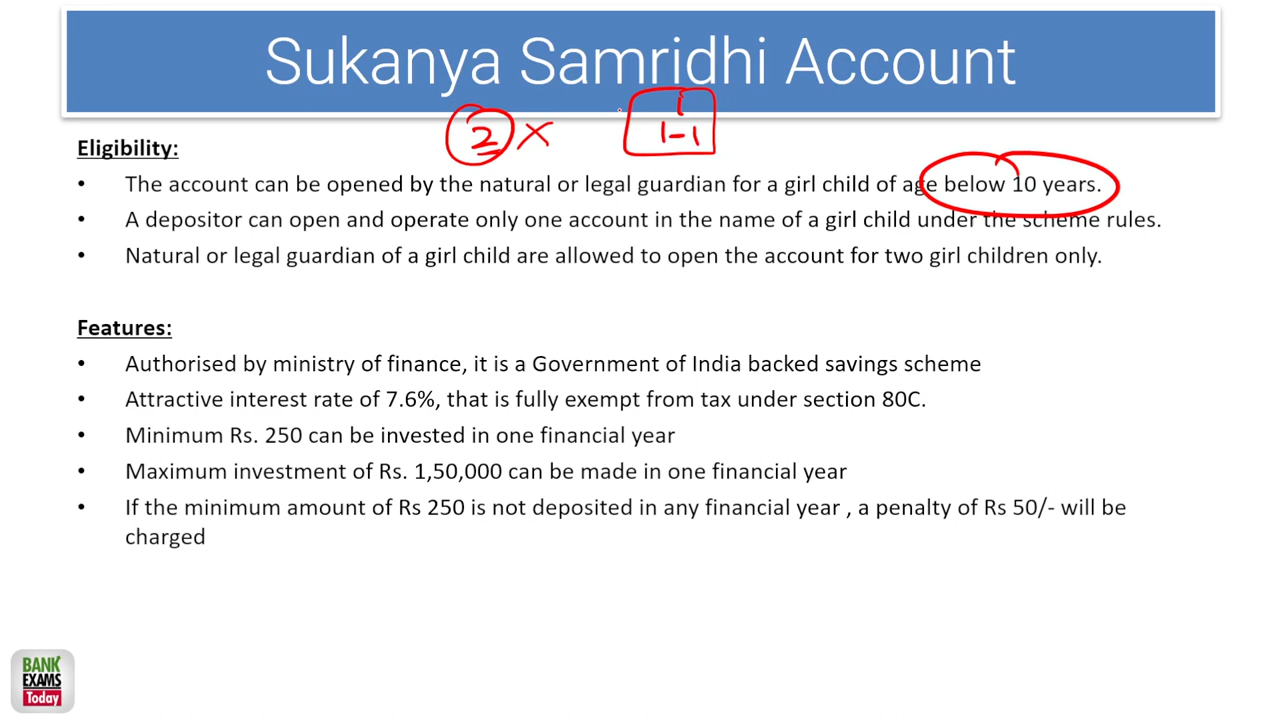 Sukanya Samridhi Account
2 X
1-1
Eligibility:
• The account can be opened by the natural or legal guardian for a girl child of age below 10 years.
• A depositor can open and operate only one account in the name of a girl child under the scheme rules.
• Natural or legal guardian of a girl child are allowed to open the account for two girl children only.
Features:
• Authorised by ministry of finance, it is a Government of India backed savings scheme
• Attractive interest rate of 7.6%, that is fully exempt from tax under section 80C.
• Minimum Rs. 250 can be invested in one financial year
• Maximum investment of Rs. 1,50,000 can be made in one financial year
• If the minimum amount of Rs 250 is not deposited in any financial year , a penalty of Rs 50/- will be
charged
BANK
EXAMS
Today